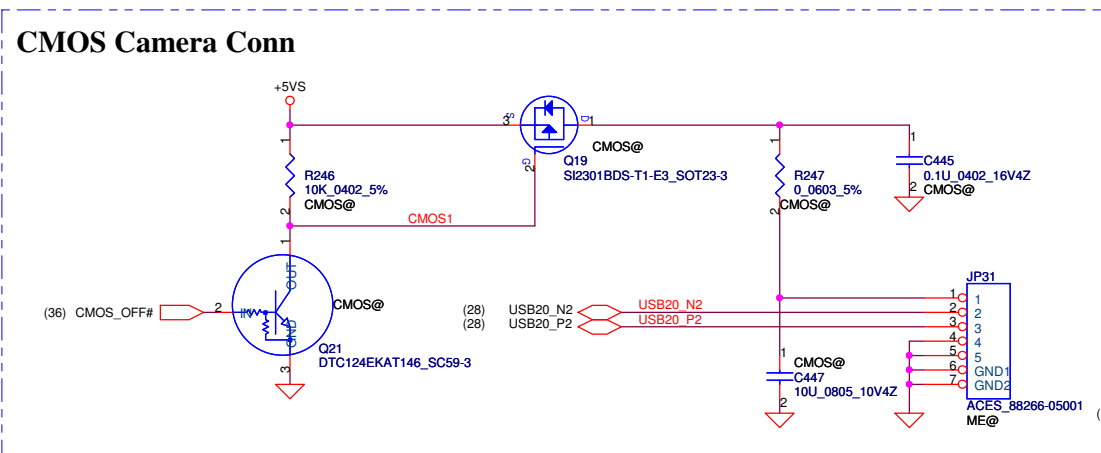 CMOS Camera Conn
+5VS
3
S
D
1
CMOS@
G
2
Q19
SI2301BDS-T1-E3_SOT23-3
1
R246
10K_0402_5%
CMOS@
2
CMOS1
1
R247
0_0603_5%
CMOS@
2
1
C445
0.1U_0402_16V4Z
2
CMOS@
1
OUT
CMOS@
(36) CMOS_OFF#
2
IN
GND
3
Q21
DTC124EKAT146_SC59-3
(28) USB20_N2
USB20_N2
(28) USB20_P2
USB20_P2
JP31
1 1
2 2
3 3
4 4
5 5
6 GND1
7 GND2
ACES_88266-05001
ME@
1
CMOS@
C447
10U_0805_10V4Z
2
(